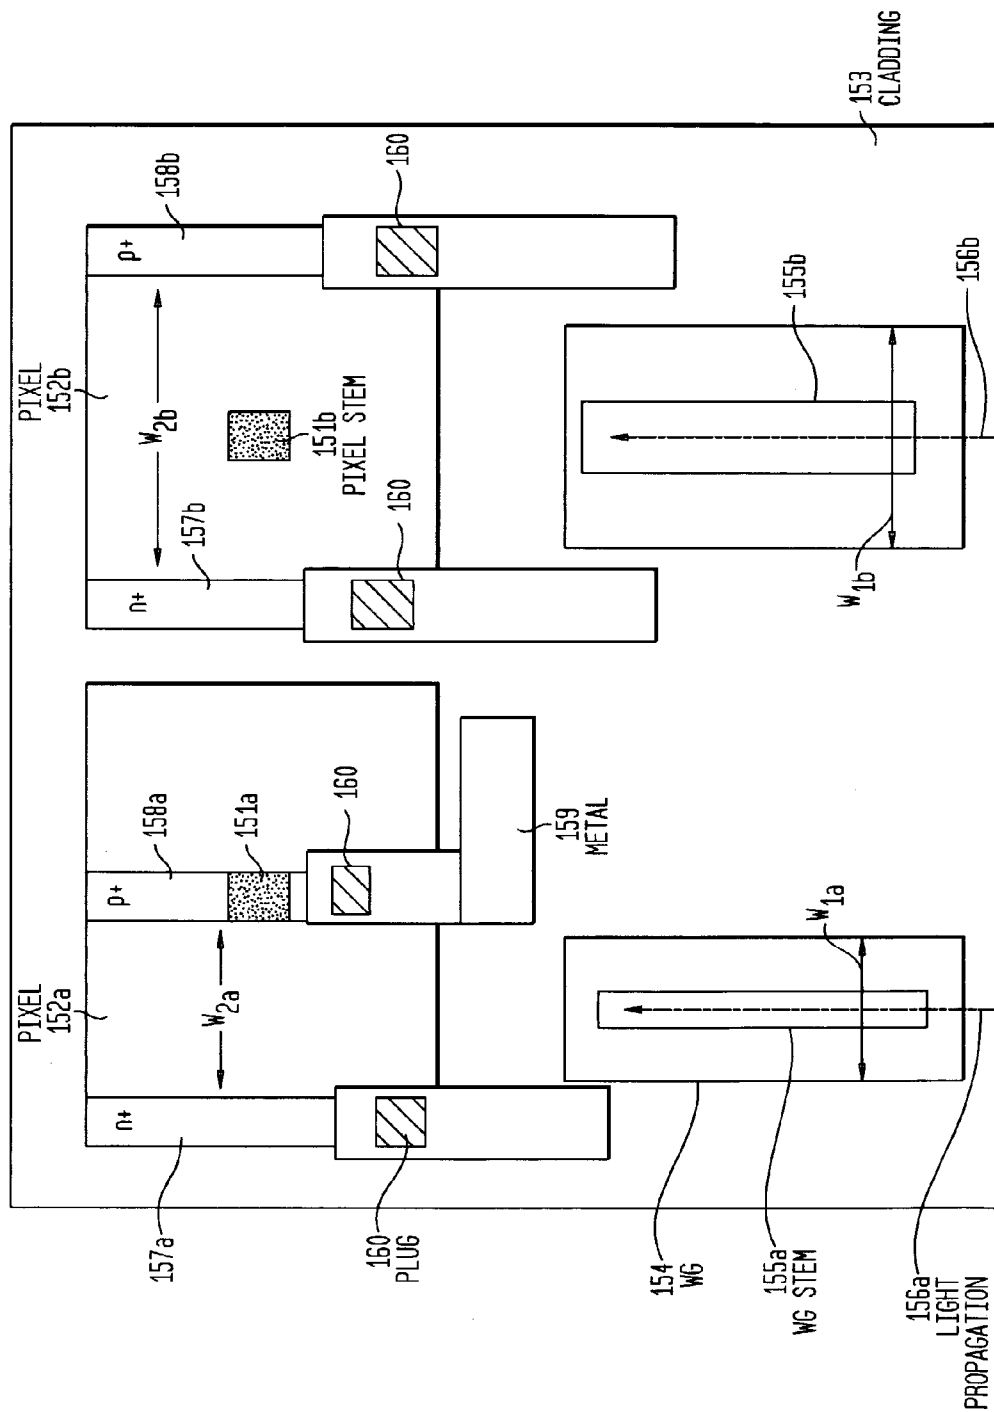 PIXEL
152a
n+
W2a
p+
158a
151a
160
157a
160
PLUG
159
METAL
154
WG
155a
WG STEM
156a
LIGHT
PROPAGATION
W1a
PIXEL
152b
n+
157b
W2b
151b
PIXEL STEM
160
p+
158b
160
W1b
155b
156b
153
CLADDING